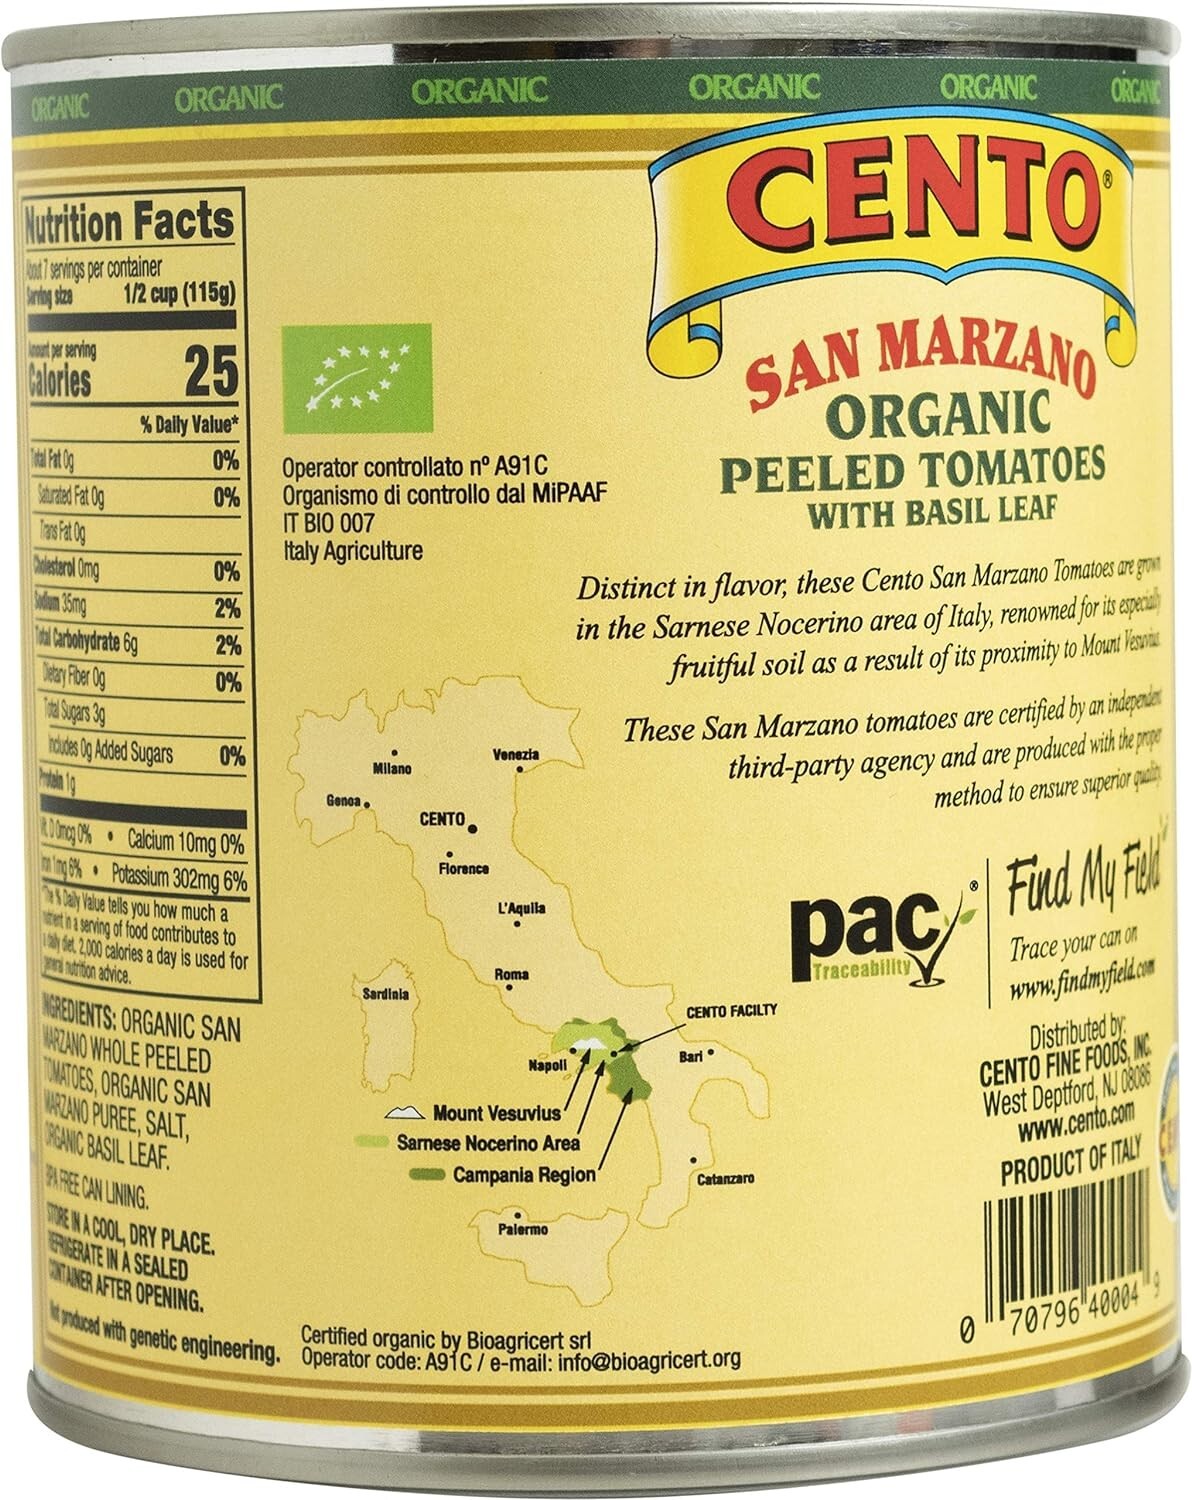 ORGANIC ORGANIC ORGANIC ORGANIC ORGANIC ORGANIC
Nutrition Facts
About 7 servings per container
Serving size 1/2 cup (115g)
Amount per serving
Calories 25
% Daily Value*
Total Fat 0g 0%
Saturated Fat 0g 0%
Trans Fat 0g
Cholesterol 0mg 0%
Sodium 35mg 2%
Total Carbohydrate 6g 2%
Dietary Fiber 0g 0%
Total Sugars 3g
Includes 0g Added Sugars 0%
Protein 1g
Vit. D 0mcg 0% • Calcium 10mg 0%
Iron 1mg 6% • Potassium 302mg 6%
*The % Daily Value tells you how much a
nutrient in a serving of food contributes to
a daily diet. 2,000 calories a day is used for
general nutrition advice.
INGREDIENTS: ORGANIC SAN
MARZANO WHOLE PEELED
TOMATOES, ORGANIC SAN
MARZANO PUREE, SALT,
ORGANIC BASIL LEAF.
BPA FREE CAN LINING.
STORE IN A COOL, DRY PLACE.
REFRIGERATE IN A SEALED
CONTAINER AFTER OPENING.
Not produced with genetic engineering.
Operator controllato nº A91C
Organismo di controllo dal MiPAAF
IT BIO 007
Italy Agriculture
Milano
Venezia
Genoa
CENTO
Florence
L'Aquila
Roma
Sardinia
CENTO FACILTY
Napoli
Bari
Mount Vesuvius
Sarnese Nocerino Area
Campania Region
Catanzaro
Palermo
Certified organic by Bioagricert srl
Operator code: A91C / e-mail: info@bioagricert.org
CENTO®
SAN MARZANO
ORGANIC
PEELED TOMATOES
WITH BASIL LEAF
Distinct in flavor, these Cento San Marzano Tomatoes are grown
in the Sarnese Nocerino area of Italy, renowned for its especially
fruitful soil as a result of its proximity to Mount Vesuvius.
These San Marzano tomatoes are certified by an independent
third-party agency and are produced with the proper
method to ensure superior quality.
pac®
Traceability
Find My Field
Trace your can on
www.findmyfield.com
Distributed by:
CENTO FINE FOODS, INC.
West Deptford, NJ 08086
www.cento.com
PRODUCT OF ITALY
0 70796 40004 9